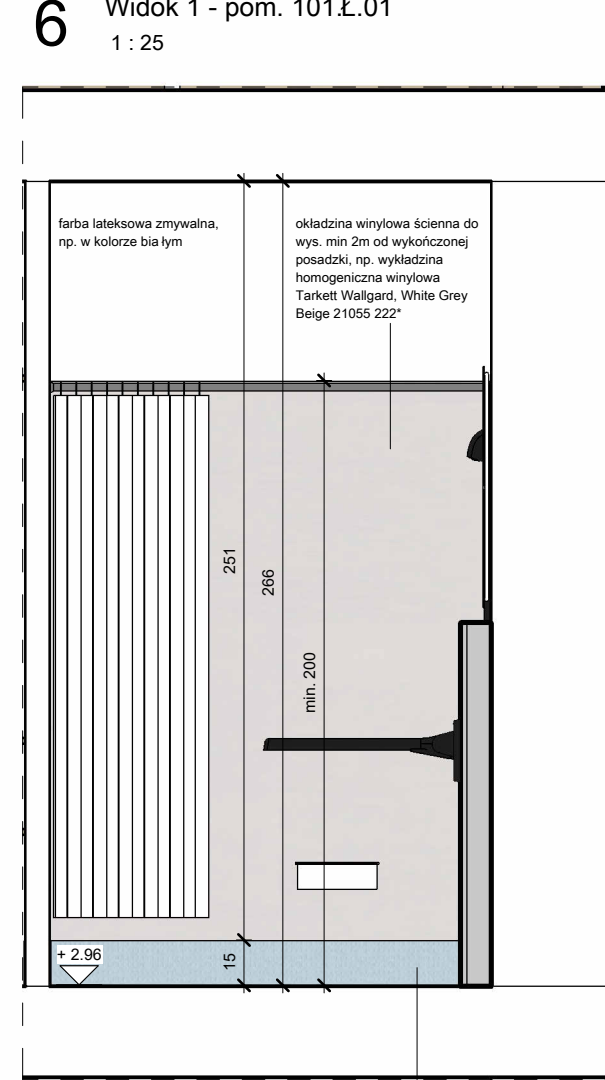 6
Widok 1 - pom. 101.Ł.01
1 : 25
farba lateksowa zmywalna,
np. w kolorze białym
okładzina winylowa ścienna do
wys. min 2m od wykończonej
posadzki, np. wykładzina
homogeniczna winylowa
Tarkett Wallgard, White Grey
Beige 21055 222*
251
266
min. 200
+ 2.96
15